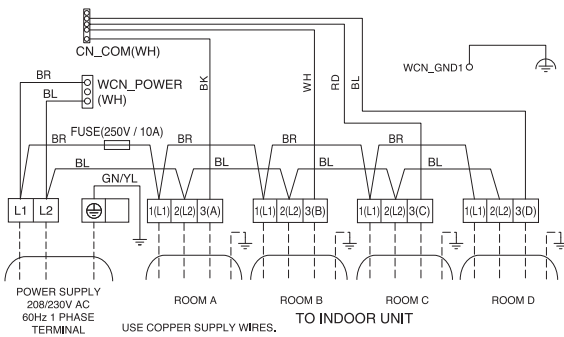 CN_COM(WH)
WCN_GND1
BR
WCN_POWER
(WH)
BL
BK
WH
RD
BL
FUSE(250V / 10A)
BR
BR
BR
BR
BL
BL
BL
BL
GN/YL
L1 L2
1(L1) 2(L2) 3(A)
1(L1) 2(L2) 3(B)
1(L1) 2(L2) 3(C)
1(L1) 2(L2) 3(D)
POWER SUPPLY
208/230V AC
60Hz 1 PHASE
TERMINAL
ROOM A
ROOM B
ROOM C
ROOM D
TO INDOOR UNIT
USE COPPER SUPPLY WIRES.